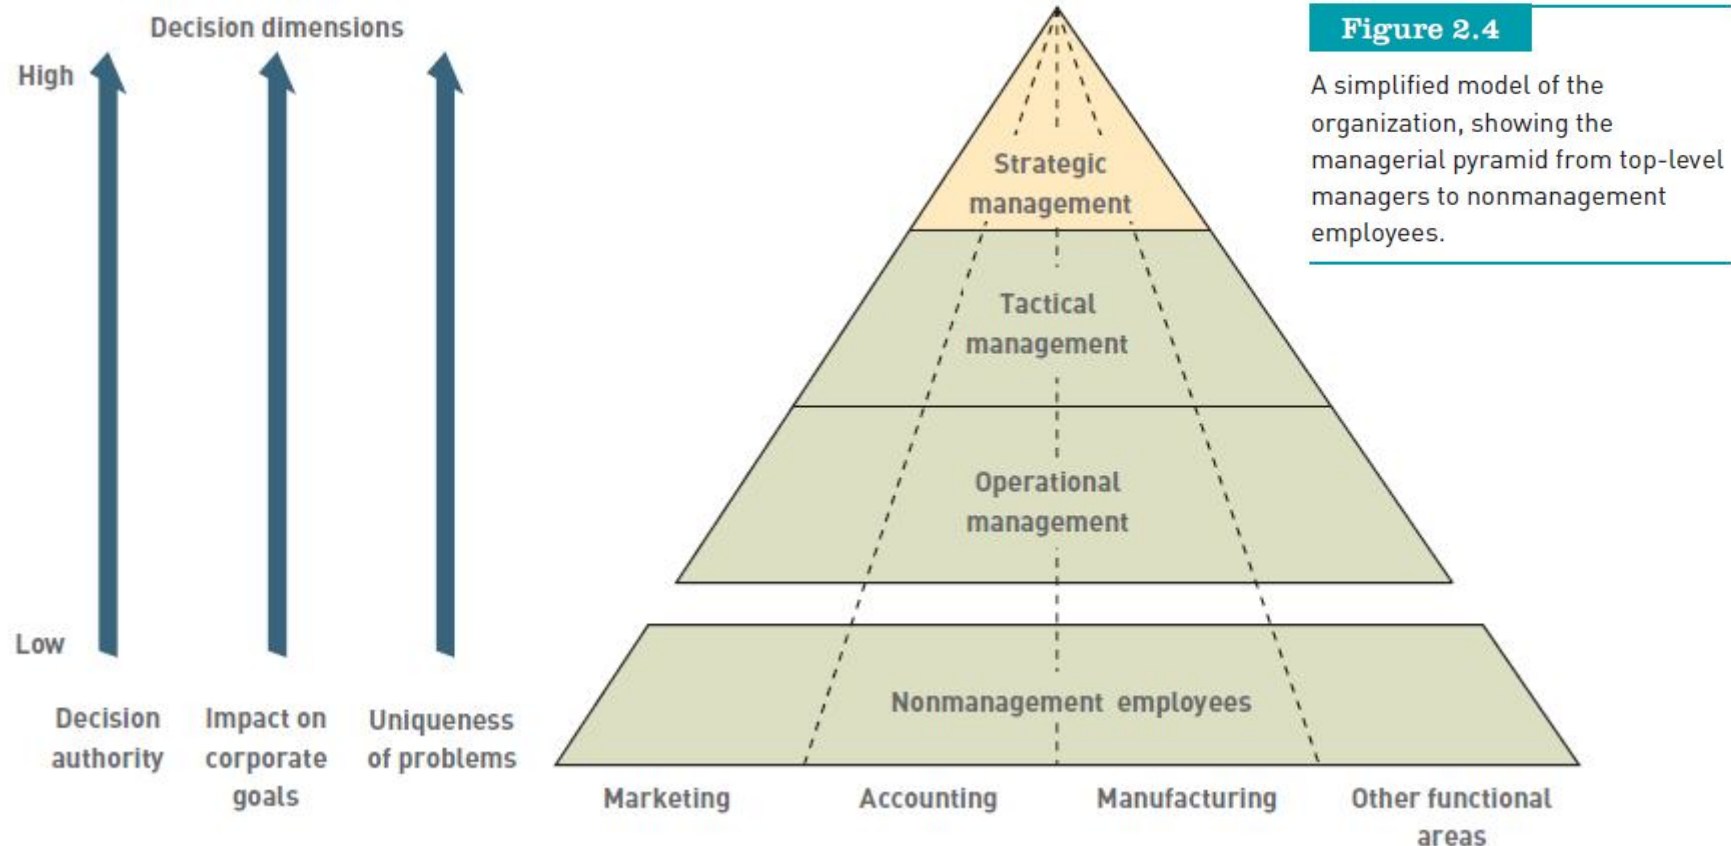 Decision dimensions
High
Low
Decision
authority
Impact on
corporate
goals
Uniqueness
of problems
Strategic
management
Tactical
management
Operational
management
Nonmanagement employees
Marketing
Accounting
Manufacturing
Other functional
areas
Figure 2.4
A simplified model of the
organization, showing the
managerial pyramid from top-level
managers to nonmanagement
employees.